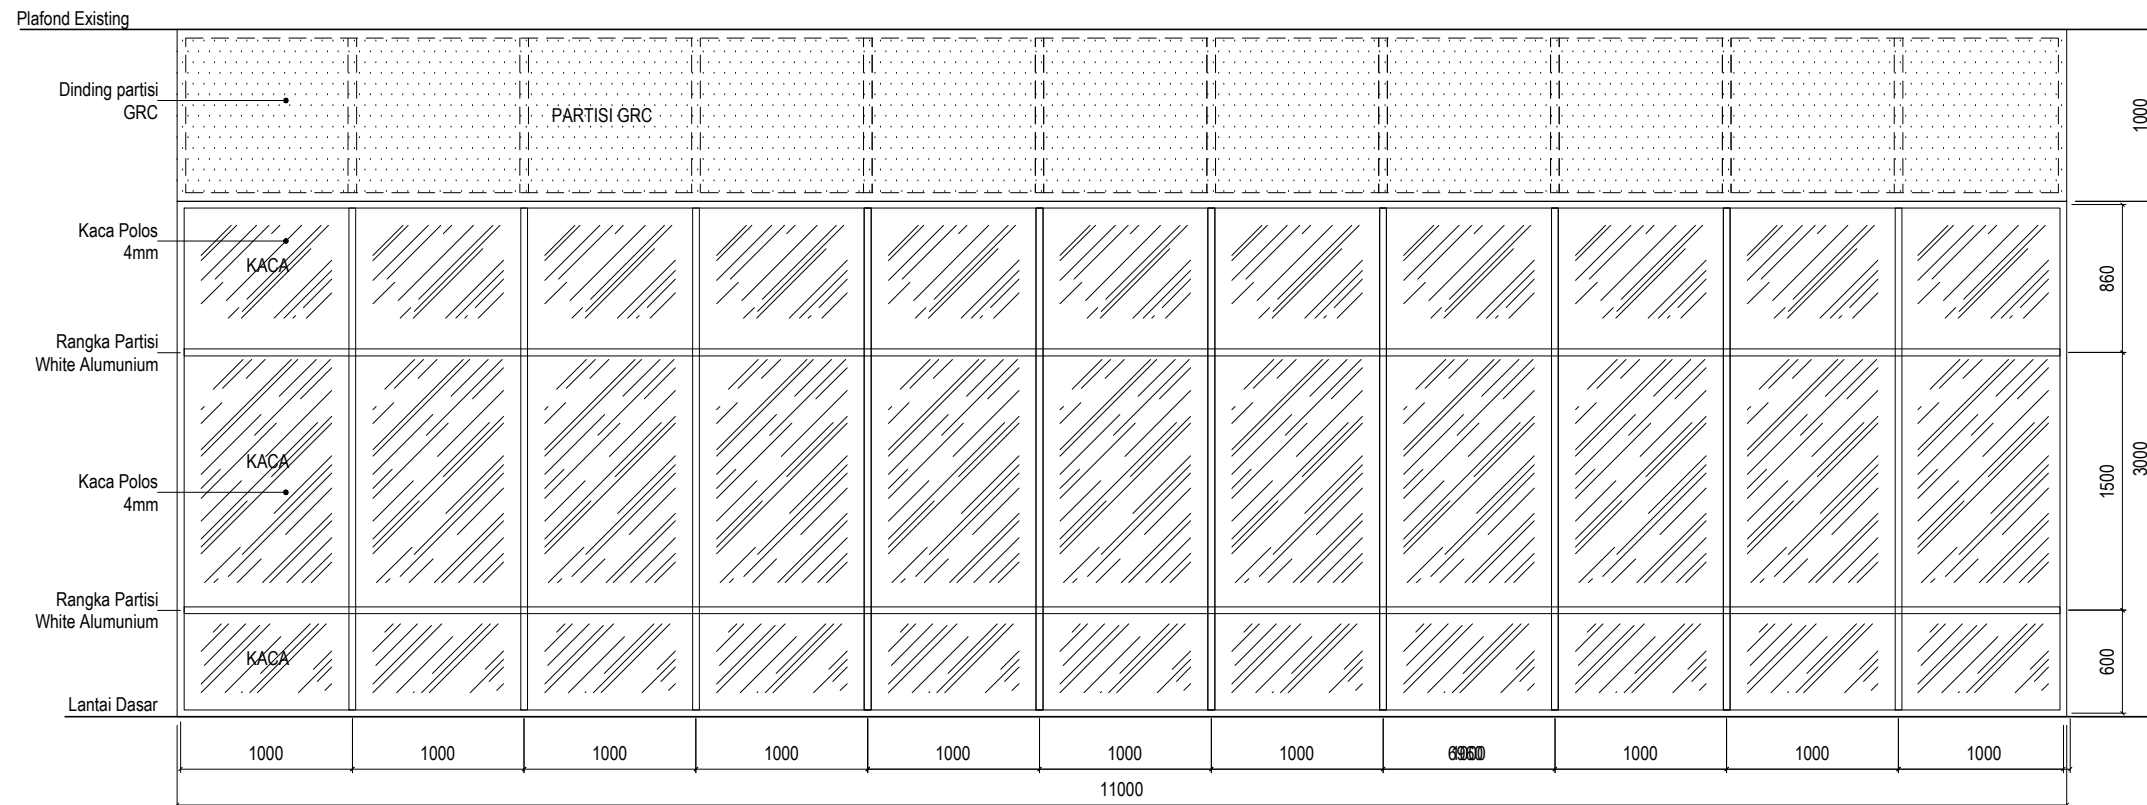 Plafond Existing
Dinding partisi
GRC
PARTISI GRC
1000
Kaca Polos
4mm
KACA
860
Rangka Partisi
White Alumunium
KACA
Kaca Polos
4mm
1500
3000
Rangka Partisi
White Alumunium
KACA
600
Lantai Dasar
1000 1000 1000 1000 1000 1000 1000 1000 1000 1000
11000